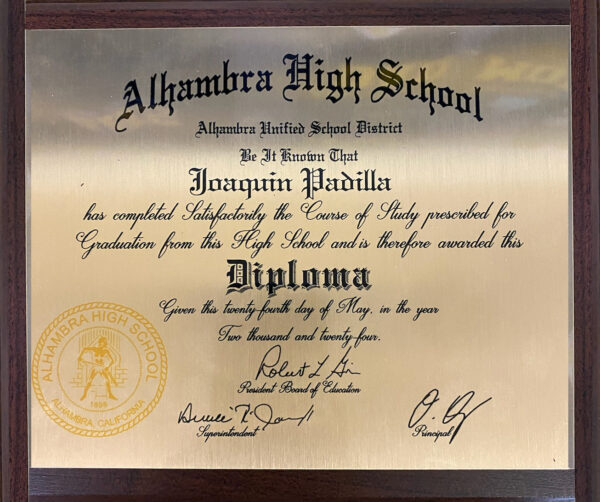 Alhambra High School
Alhambra Unified School District
Be It Known That
Joaquin Padilla
has completed Satisfactorily the Course of Study prescribed for
Graduation from this High School and is therefore awarded this
Diploma
Given this twenty-fourth day of May, in the year
Two thousand and twenty-four.
President Board of Education
Superintendent
Principal
ALHAMBRA HIGH SCHOOL
1898
ALHAMBRA, CALIFORNIA